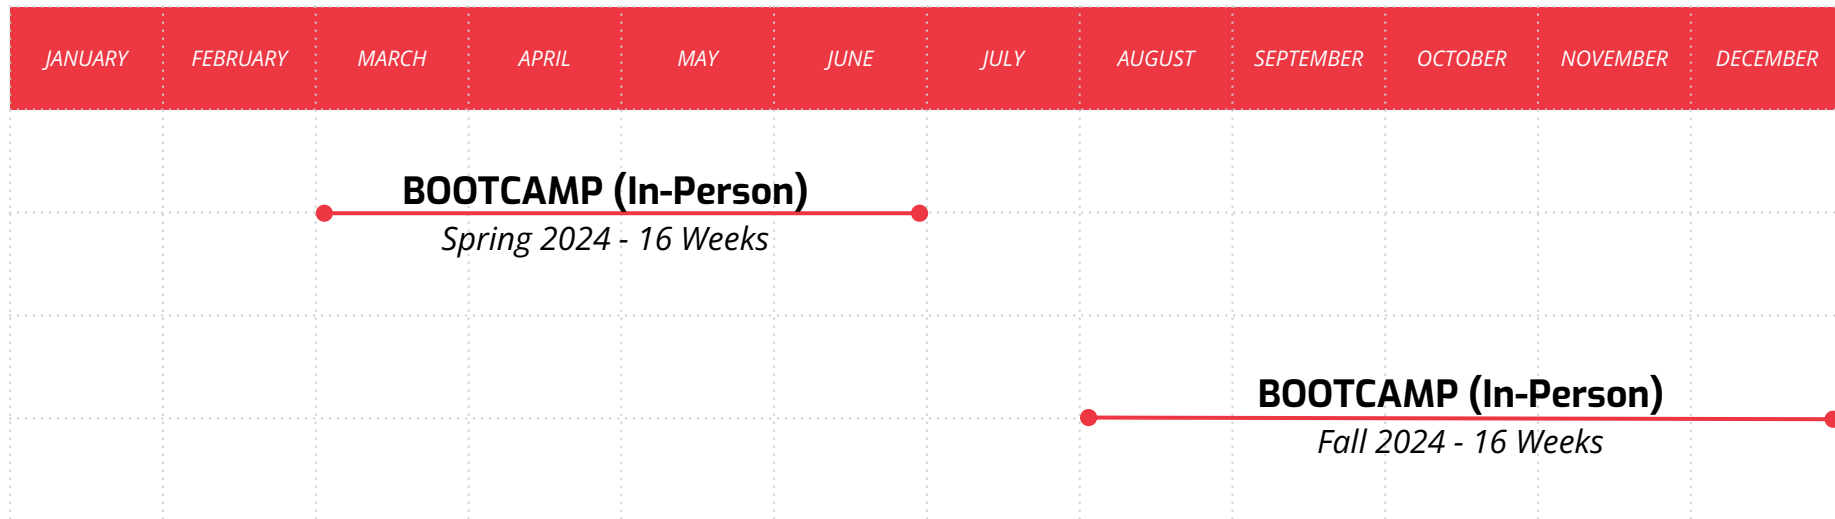 JANUARY FEBRUARY MARCH APRIL MAY JUNE JULY AUGUST SEPTEMBER OCTOBER NOVEMBER DECEMBER
BOOTCAMP (In-Person)
Spring 2024 - 16 Weeks
BOOTCAMP (In-Person)
Fall 2024 - 16 Weeks